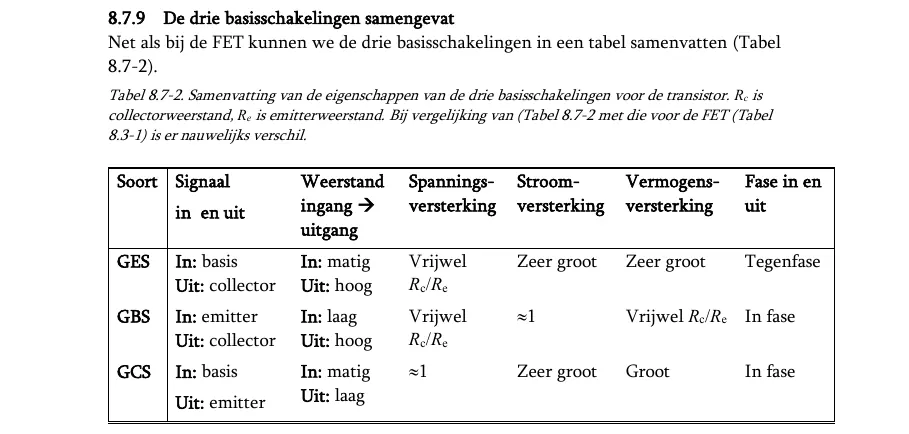 8.7.9 De drie basisschakelingen samengevat
Net als bij de FET kunnen we de drie basisschakelingen in een tabel samenvatten (Tabel
8.7-2).
Tabel 8.7-2. Samenvatting van de eigenschappen van de drie basisschakelingen voor de transistor. Rc is
collectorweerstand, Re is emitterweerstand. Bij vergelijking van (Tabel 8.7-2 met die voor de FET (Tabel
8.3-1) is er nauwelijks verschil.
Soort Signaal Weerstand Spannings- Stroom- Vermogens- Fase in en
in en uit ingang → versterking versterking versterking uit
uitgang
GES In: basis In: matig Vrijwel Zeer groot Zeer groot Tegenfase
Uit: collector Uit: hoog Rc/Re
GBS In: emitter In: laag Vrijwel ≈1 Vrijwel Rc/Re In fase
Uit: collector Uit: hoog Rc/Re
GCS In: basis In: matig ≈1 Zeer groot Groot In fase
Uit: emitter Uit: laag